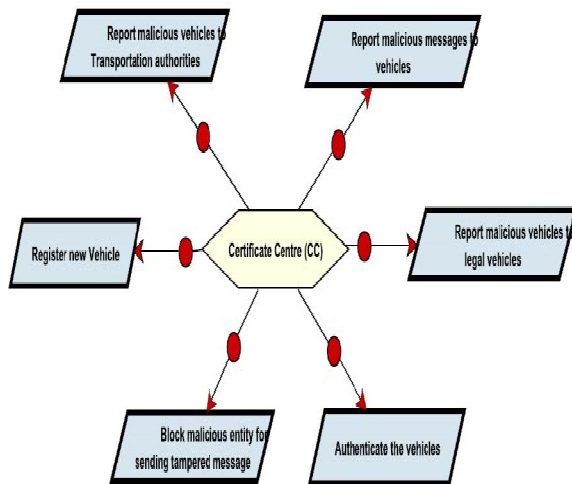 Report malicious vehicles to
Transportation authorities
Report malicious messages to
vehicles
Register new Vehicle
Certificate Centre (CC)
Report malicious vehicles to
legal vehicles
Block malicious entity for
sending tampered message
Authenticate the vehicles